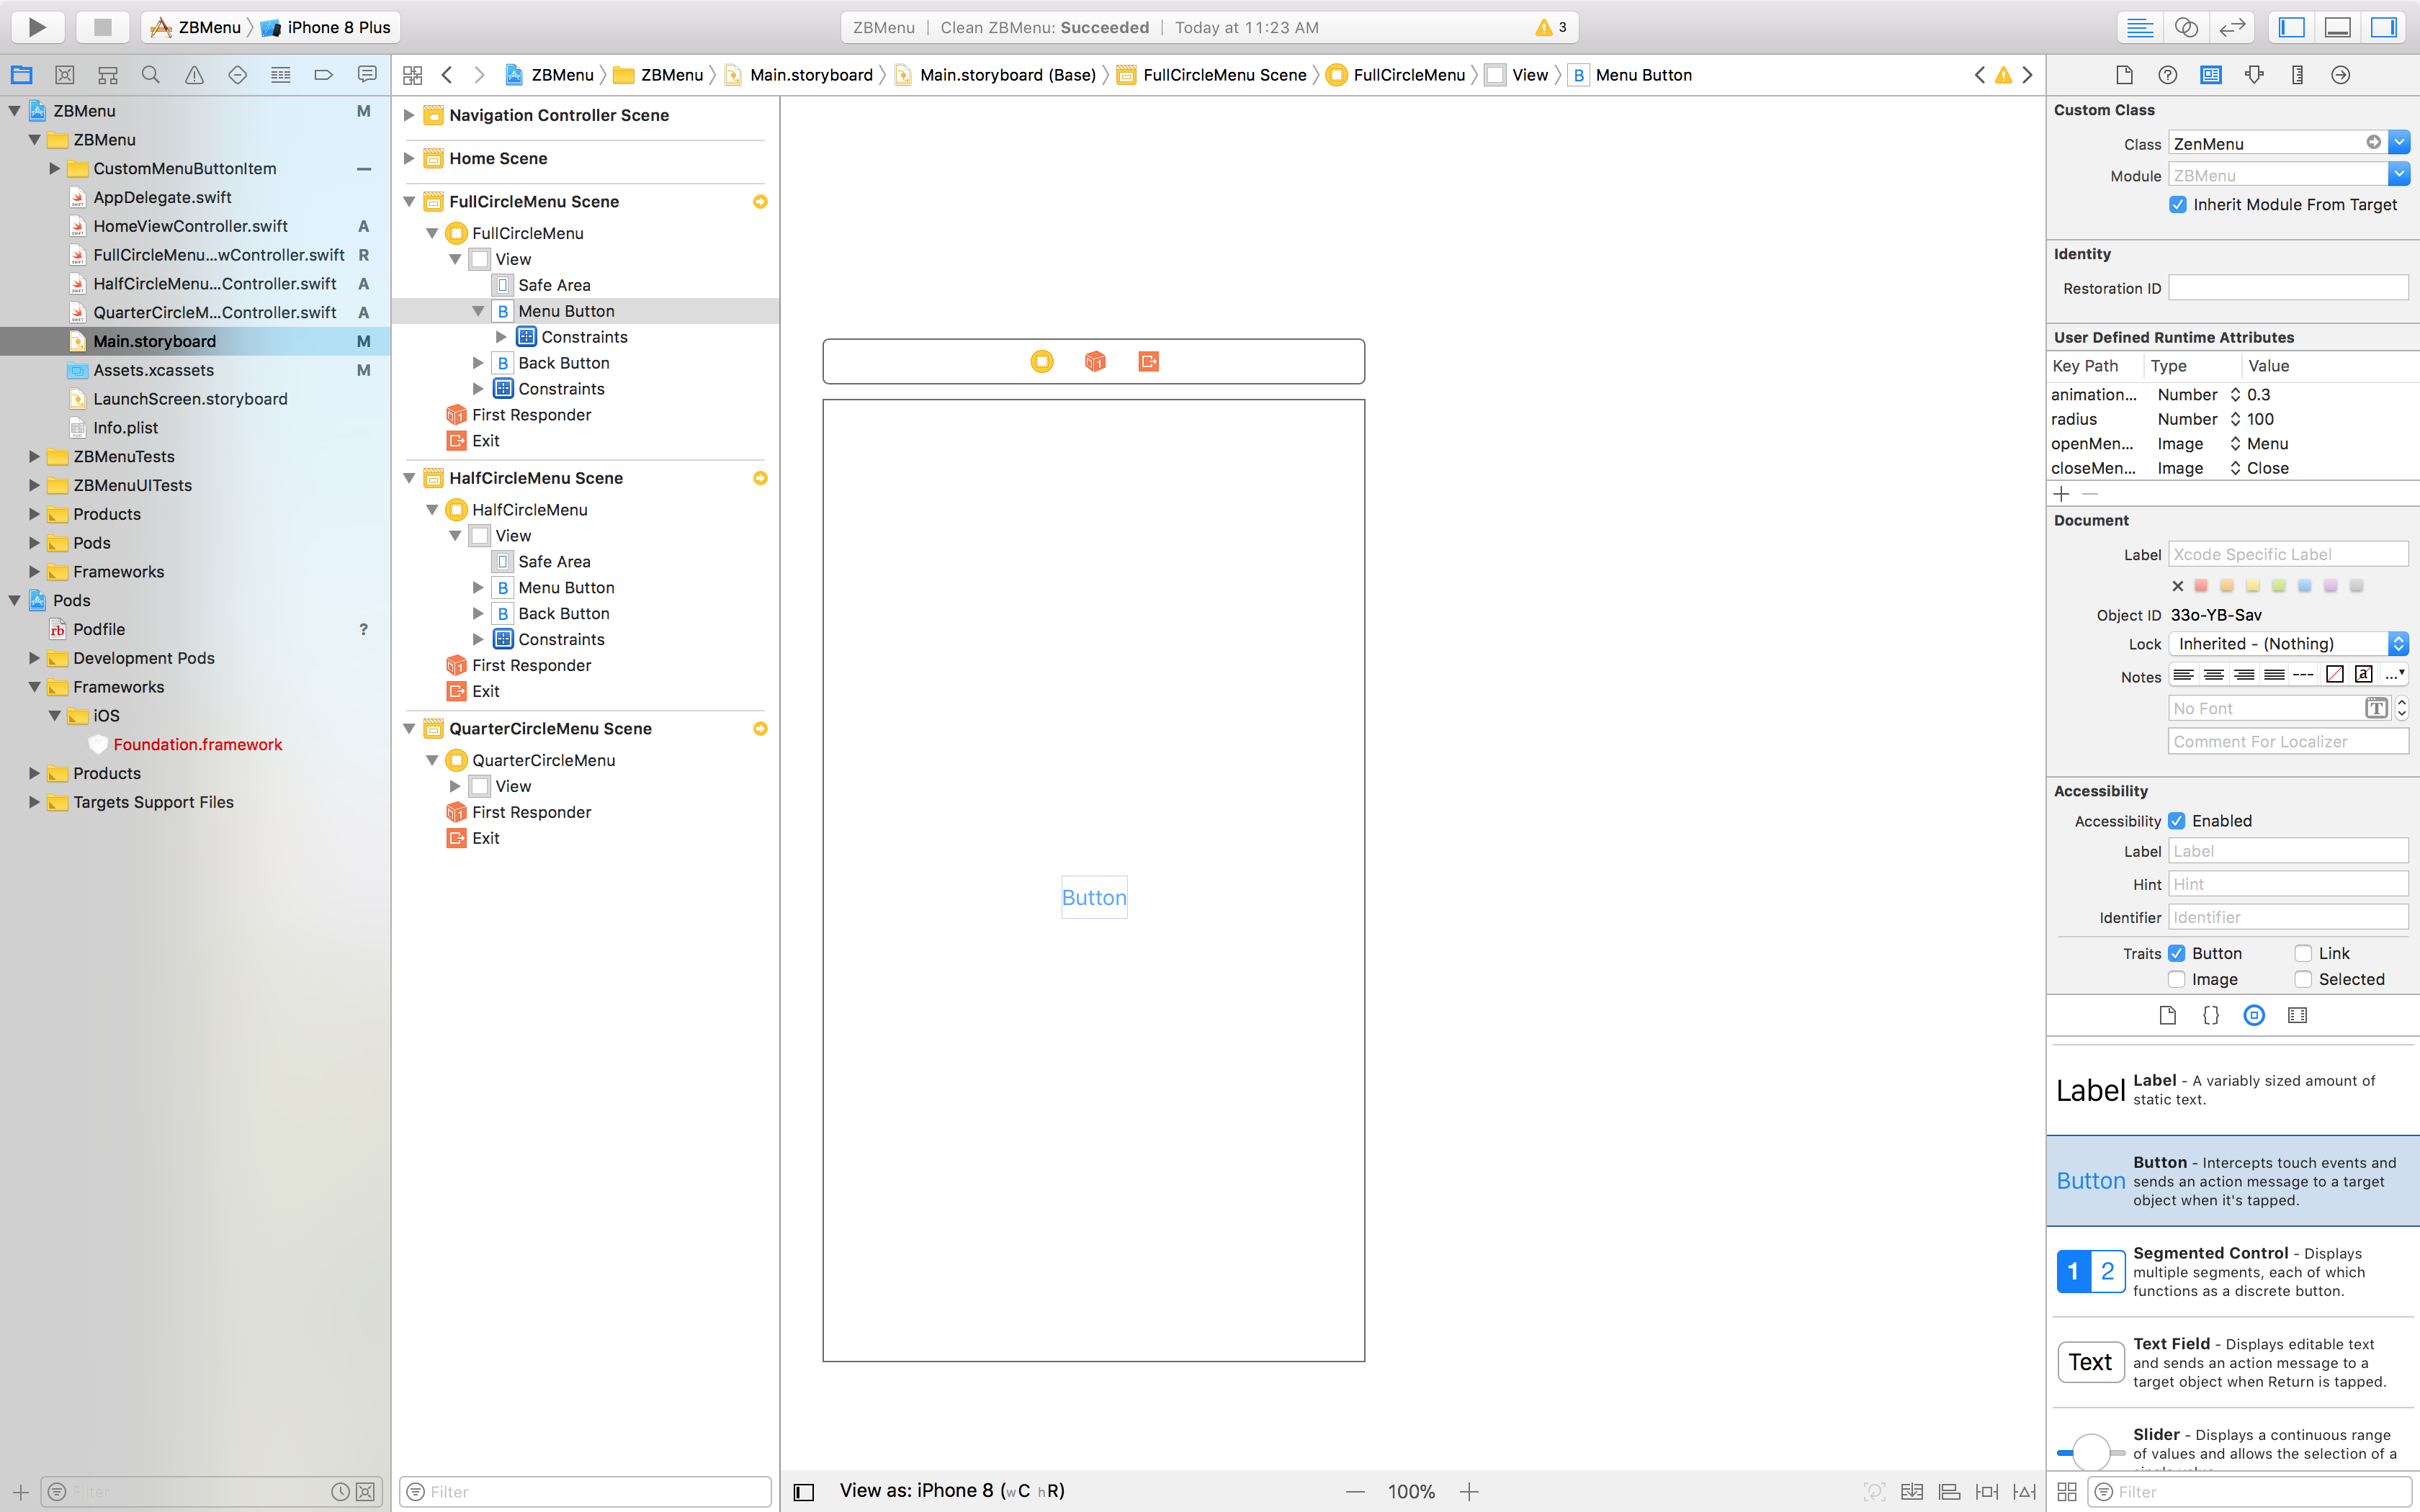 ZBMenu iPhone 8 Plus
ZBMenu Clean ZBMenu: Succeeded Today at 11:23 AM 3
ZBMenu M
ZBMenu
CustomMenuButtonItem
AppDelegate.swift
HomeViewController.swift A
FullCircleMenu...wController.swift R
HalfCircleMenu...Controller.swift A
QuarterCircleM...Controller.swift A
Main.storyboard M
Assets.xcassets M
LaunchScreen.storyboard
Info.plist
ZBMenuTests
ZBMenuUITests
Products
Pods
Frameworks
Pods
Podfile ?
Development Pods
Frameworks
iOS
Foundation.framework
Products
Targets Support Files
Filter
ZBMenu ZBMenu Main.storyboard Main.storyboard (Base) FullCircleMenu Scene FullCircleMenu View B Menu Button
Navigation Controller Scene
Home Scene
FullCircleMenu Scene
FullCircleMenu
View
Safe Area
B Menu Button
Constraints
B Back Button
Constraints
First Responder
Exit
HalfCircleMenu Scene
HalfCircleMenu
View
Safe Area
B Menu Button
B Back Button
Constraints
First Responder
Exit
QuarterCircleMenu Scene
QuarterCircleMenu
View
First Responder
Exit
Filter
Button
View as: iPhone 8 (wC hR)
100%
Custom Class
Class ZenMenu
Module ZBMenu
Inherit Module From Target
Identity
Restoration ID
User Defined Runtime Attributes
Key Path Type Value
animation... Number 0.3
radius Number 100
openMen... Image Menu
closeMen... Image Close
Document
Label Xcode Specific Label
Object ID 33o-YB-Sav
Lock Inherited - (Nothing)
Notes
No Font
Comment For Localizer
Accessibility
Accessibility Enabled
Label Label
Hint Hint
Identifier Identifier
Traits Button Link
Image Selected
Label
Label - A variably sized amount of
static text.
Button
Button - Intercepts touch events and
sends an action message to a target
object when it's tapped.
1 2
Segmented Control - Displays
multiple segments, each of which
functions as a discrete button.
Text
Text Field - Displays editable text
and sends an action message to a
target object when Return is tapped.
Slider - Displays a continuous range
of values and allows the selection of a
Filter